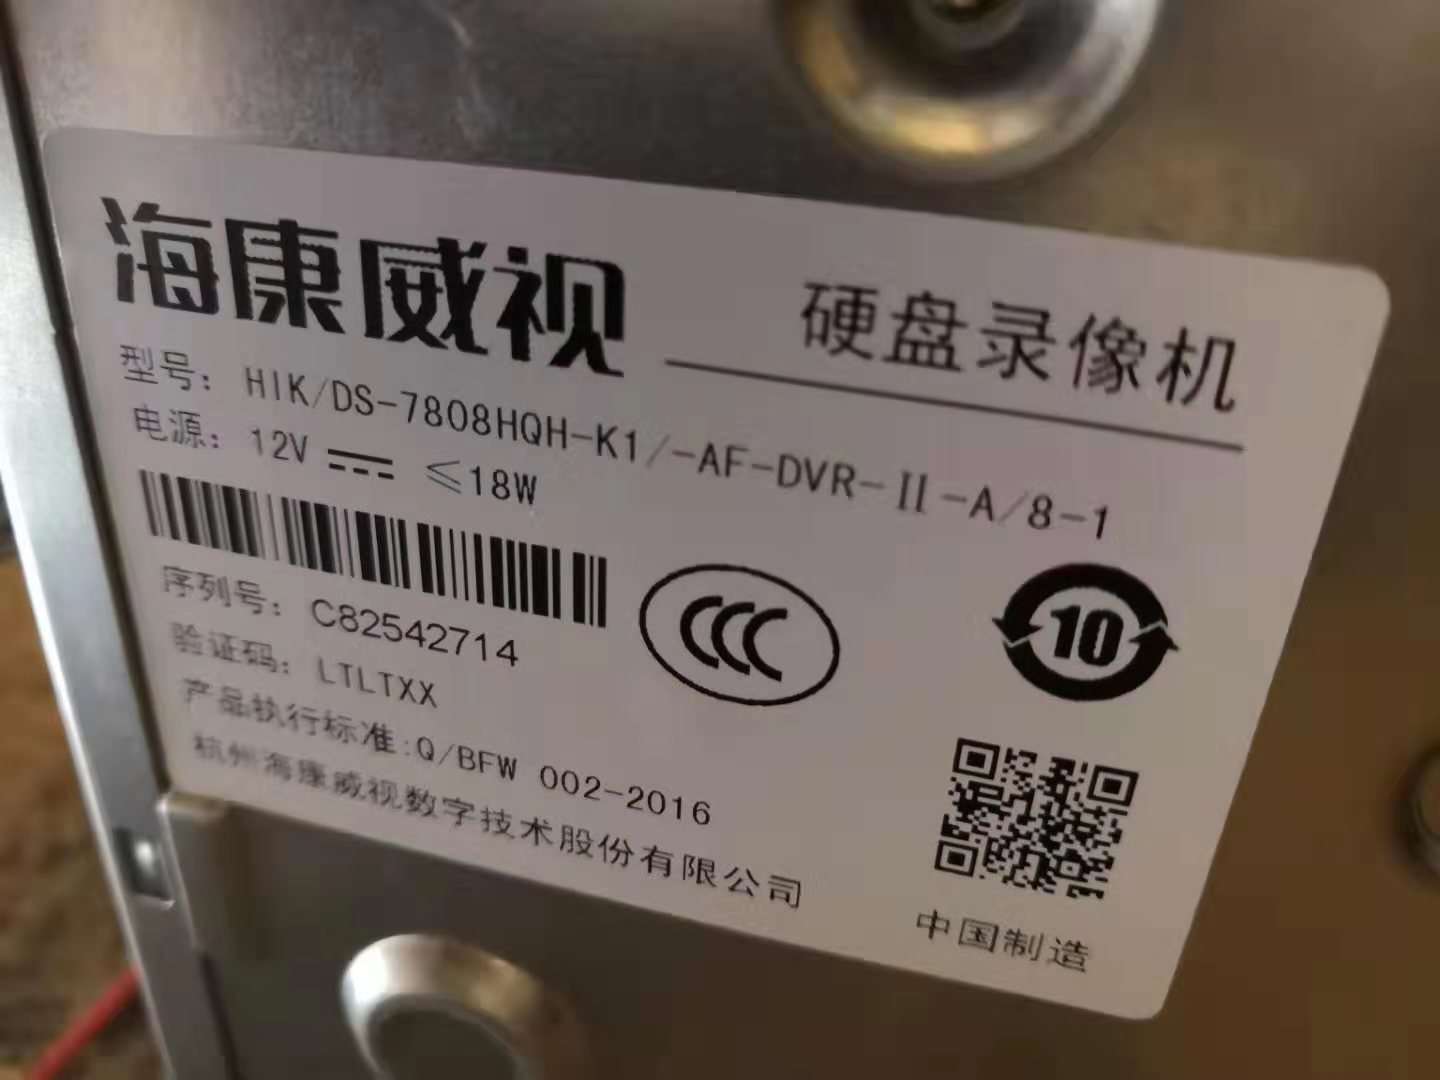 海康威视
硬盘录像机
型号：HIK/DS-7808HQH-K1/-AF-DVR-II-A/8-1
电源：12V ⎓ ≤18W
序列号：C82542714
验证码：LTLTXX
CCC
10
产品执行标准:Q/BFW 002-2016
杭州海康威视数字技术股份有限公司
中国制造